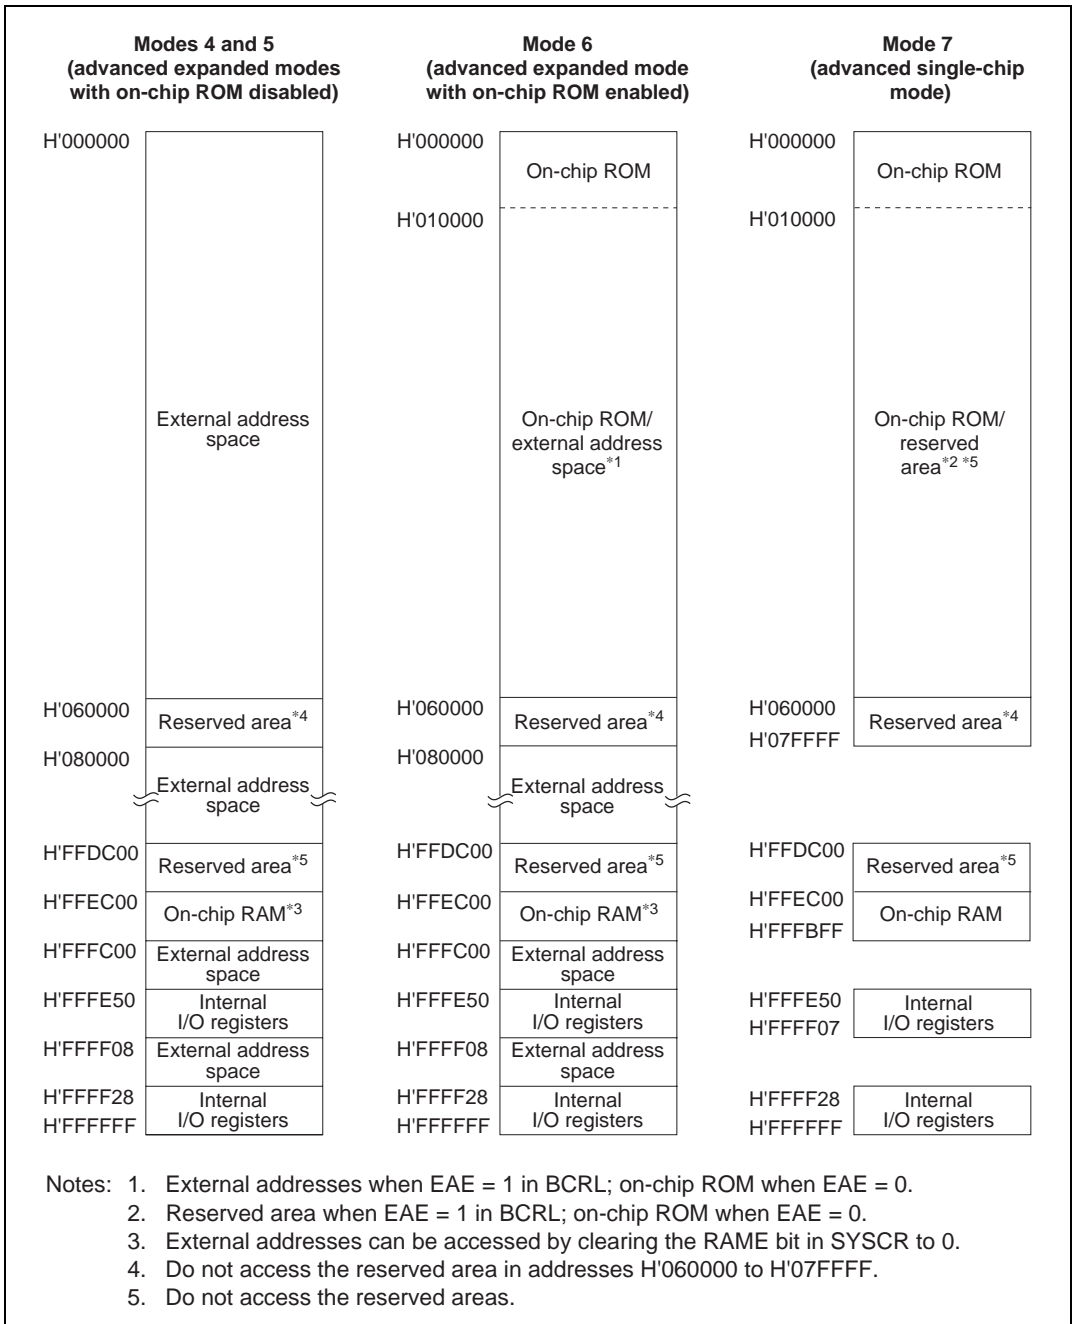 Modes 4 and 5
(advanced expanded modes
with on-chip ROM disabled)
H'000000
External address
space
H'060000
Reserved area*4
H'080000
External address
space
H'FFDC00
Reserved area*5
H'FFEC00
On-chip RAM*3
H'FFFC00
External address
space
H'FFFE50
Internal
I/O registers
H'FFFF08
External address
space
H'FFFF28
Internal
I/O registers
H'FFFFFF
Mode 6
(advanced expanded mode
with on-chip ROM enabled)
H'000000
On-chip ROM
H'010000
On-chip ROM/
external address
space*1
H'060000
Reserved area*4
H'080000
External address
space
H'FFDC00
Reserved area*5
H'FFEC00
On-chip RAM*3
H'FFFC00
External address
space
H'FFFE50
Internal
I/O registers
H'FFFF08
External address
space
H'FFFF28
Internal
I/O registers
H'FFFFFF
Mode 7
(advanced single-chip
mode)
H'000000
On-chip ROM
H'010000
On-chip ROM/
reserved
area*2 *5
H'060000
Reserved area*4
H'07FFFF
H'FFDC00
Reserved area*5
H'FFEC00
On-chip RAM
H'FFFBFF
H'FFFE50
Internal
I/O registers
H'FFFF07
H'FFFF28
Internal
I/O registers
H'FFFFFF
Notes: 1. External addresses when EAE = 1 in BCRL; on-chip ROM when EAE = 0.
2. Reserved area when EAE = 1 in BCRL; on-chip ROM when EAE = 0.
3. External addresses can be accessed by clearing the RAME bit in SYSCR to 0.
4. Do not access the reserved area in addresses H'060000 to H'07FFFF.
5. Do not access the reserved areas.